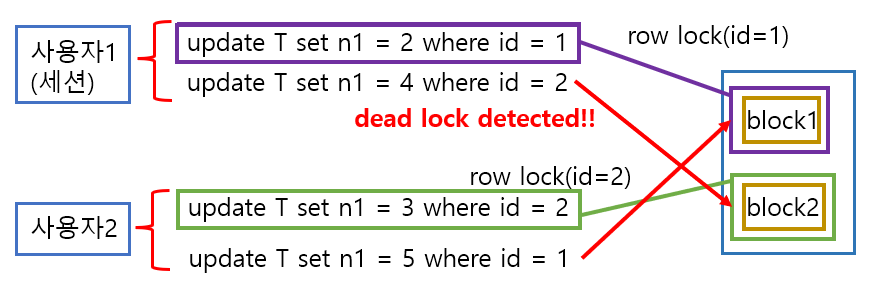 사용자1
(세션)
update T set n1 = 2 where id = 1
row lock(id=1)
update T set n1 = 4 where id = 2
dead lock detected!!
block1
row lock(id=2)
사용자2
update T set n1 = 3 where id = 2
block2
update T set n1 = 5 where id = 1